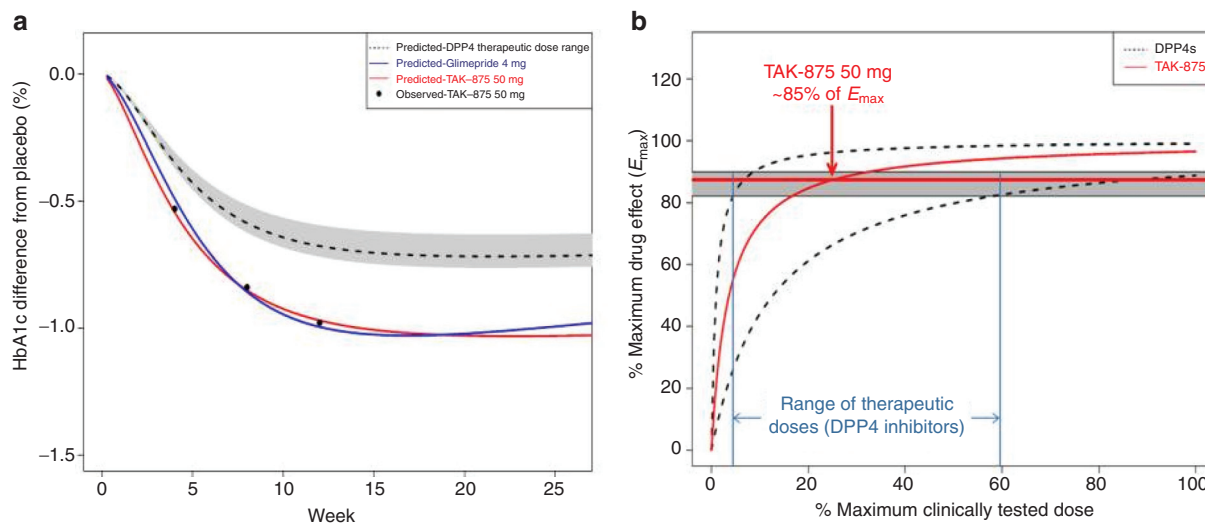 a
Predicted-DPP4 therapeutic dose range
Predicted-Glimepride 4 mg
Predicted-TAK–875 50 mg
Observed-TAK–875 50 mg
HbA1c difference from placebo (%)
0.0
−0.5
−1.0
−1.5
0 5 10 15 20 25
Week
b
DPP4s
TAK-875
TAK-875 50 mg
~85% of Emax
% Maximum drug effect (Emax)
120
100
80
60
40
20
0
Range of therapeutic
doses (DPP4 inhibitors)
0 20 40 60 80 100
% Maximum clinically tested dose